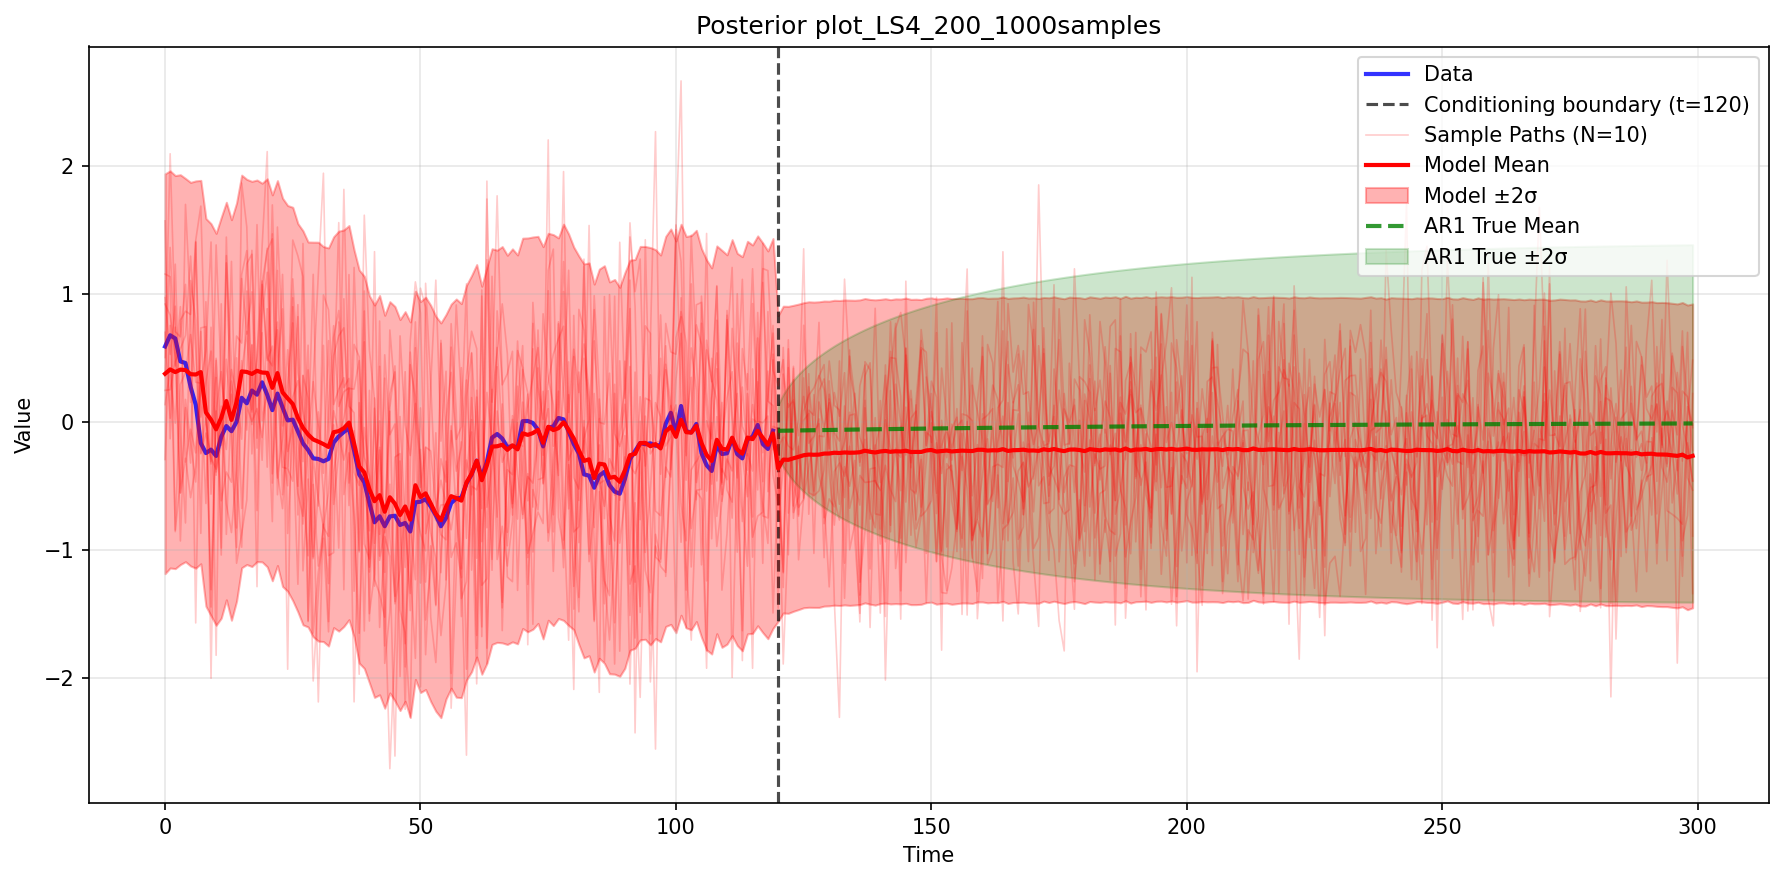 Posterior plot_LS4_200_1000samples
Data
Conditioning boundary (t=120)
Sample Paths (N=10)
Model Mean
Model ±2σ
AR1 True Mean
AR1 True ±2σ
Value
2
1
0
−1
−2
0
50
100
150
200
250
300
Time